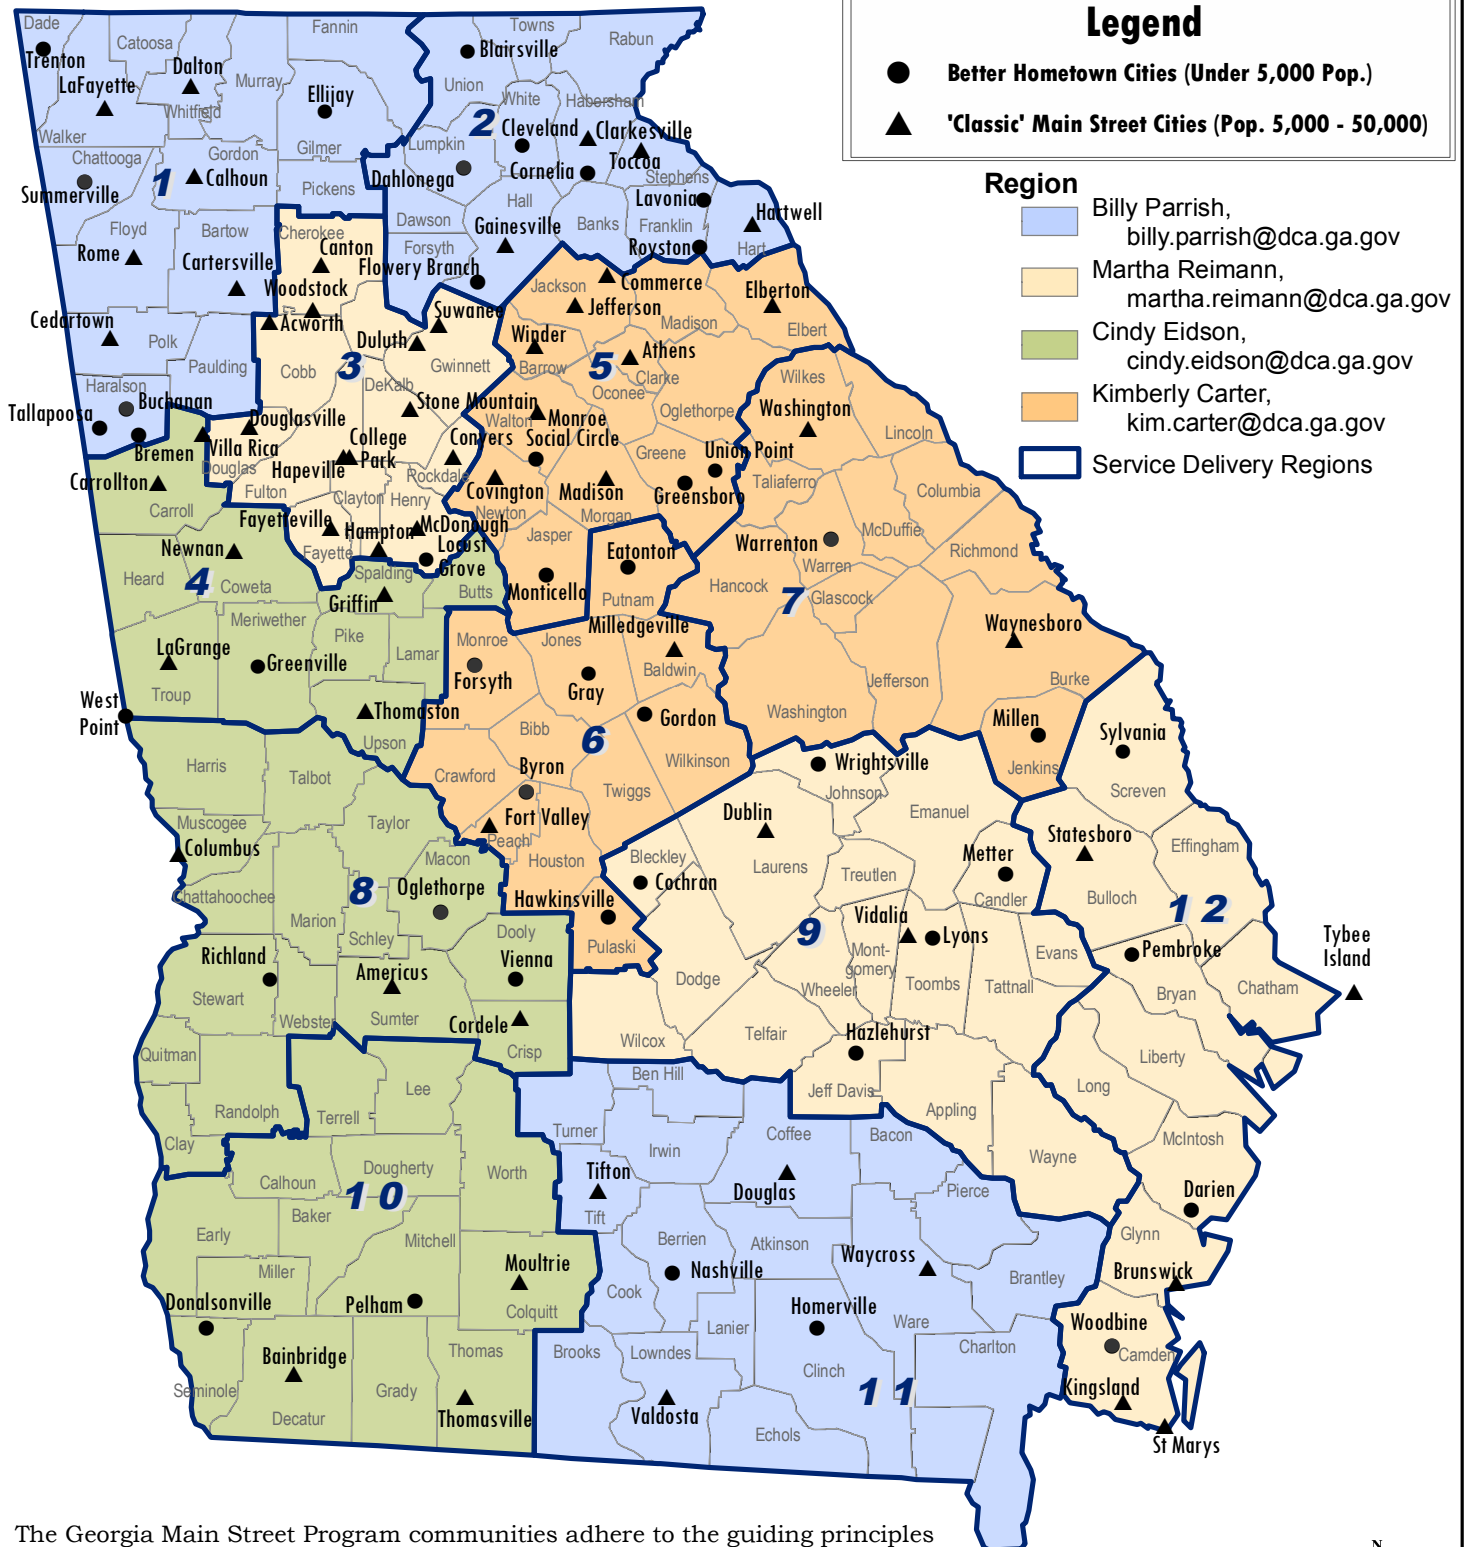 Legend
Better Hometown Cities (Under 5,000 Pop.)
'Classic' Main Street Cities (Pop. 5,000 - 50,000)
Region
Billy Parrish,
billy.parrish@dca.ga.gov
Martha Reimann,
martha.reimann@dca.ga.gov
Cindy Eidson,
cindy.eidson@dca.ga.gov
Kimberly Carter,
kim.carter@dca.ga.gov
Service Delivery Regions
Dade
Catoosa
Fannin
Towns
Rabun
Trenton
Blairsville
LaFayette
Dalton
Murray
Ellijay
Union
White
Habersham
Whitfield
Walker
2
Cleveland
Clarkesville
Lumpkin
Chattooga
Gordon
Gilmer
Toccoa
Summerville
1
Calhoun
Pickens
Dahlonega
Cornelia
Stephens
Hall
Lavonia
Floyd
Bartow
Cherokee
Dawson
Gainesville
Banks
Franklin
Hartwell
Rome
Cartersville
Canton
Forsyth
Royston
Hart
Flowery Branch
Woodstock
Jackson
Commerce
Elberton
Cedartown
Acworth
Suwanee
Jefferson
Madison
Elbert
Polk
Duluth
Winder
Athens
Paulding
Cobb
3
Gwinnett
Barrow
5
Clarke
Wilkes
Haralson
DeKalb
Oconee
Buchanan
Stone Mountain
Oglethorpe
Washington
Tallapoosa
Douglasville
Walton
Monroe
Lincoln
Bremen
Villa Rica
College
Park
Conyers
Social Circle
Greene
Union Point
Douglas
Hapeville
Rockdale
Carrollton
Fulton
Clayton
Henry
Covington
Madison
Greensboro
Taliaferro
Columbia
Carroll
Newton
Morgan
Fayetteville
Hampton
McDonough
Jasper
McDuffie
Newnan
Fayette
Locust
Grove
Eatonton
Warrenton
Richmond
Heard
4
Coweta
Spalding
Butts
Monticello
Putnam
Hancock
Warren
Griffin
7
Glascock
Meriwether
Pike
Monroe
Jones
Milledgeville
Waynesboro
LaGrange
Greenville
Lamar
Forsyth
Gray
Baldwin
Jefferson
Burke
Troup
West
Point
Thomaston
Gordon
Washington
Millen
Upson
Bibb
6
Sylvania
Harris
Talbot
Crawford
Byron
Wilkinson
Wrightsville
Jenkins
Twiggs
Johnson
Screven
Muscogee
Taylor
Fort Valley
Dublin
Emanuel
Columbus
Peach
Statesboro
Effingham
Macon
Houston
Bleckley
Laurens
Treutlen
Metter
Chattahoochee
8
Oglethorpe
Hawkinsville
Cochran
Candler
Bulloch
12
Marion
Schley
Dooly
Pulaski
9
Vidalia
Lyons
Tybee
Island
Richland
Vienna
Mont-
gomery
Evans
Pembroke
Americus
Dodge
Wheeler
Toombs
Tattnall
Bryan
Chatham
Stewart
Webster
Sumter
Cordele
Wilcox
Telfair
Hazlehurst
Quitman
Crisp
Liberty
Ben Hill
Jeff Davis
Long
Lee
Appling
Randolph
Terrell
Turner
Coffee
Bacon
McIntosh
Clay
Irwin
Wayne
Calhoun
Dougherty
Worth
Tifton
Douglas
Pierce
Darien
10
Baker
Tift
Early
Mitchell
Berrien
Atkinson
Waycross
Glynn
Miller
Moultrie
Nashville
Brantley
Brunswick
Donalsonville
Pelham
Colquitt
Cook
Homerville
Ware
Woodbine
Bainbridge
Thomas
Brooks
Lowndes
Lanier
Charlton
Camden
Seminole
Grady
Clinch
11
Kingsland
Decatur
Thomasville
Valdosta
Echols
St Marys
The Georgia Main Street Program communities adhere to the guiding principles
N